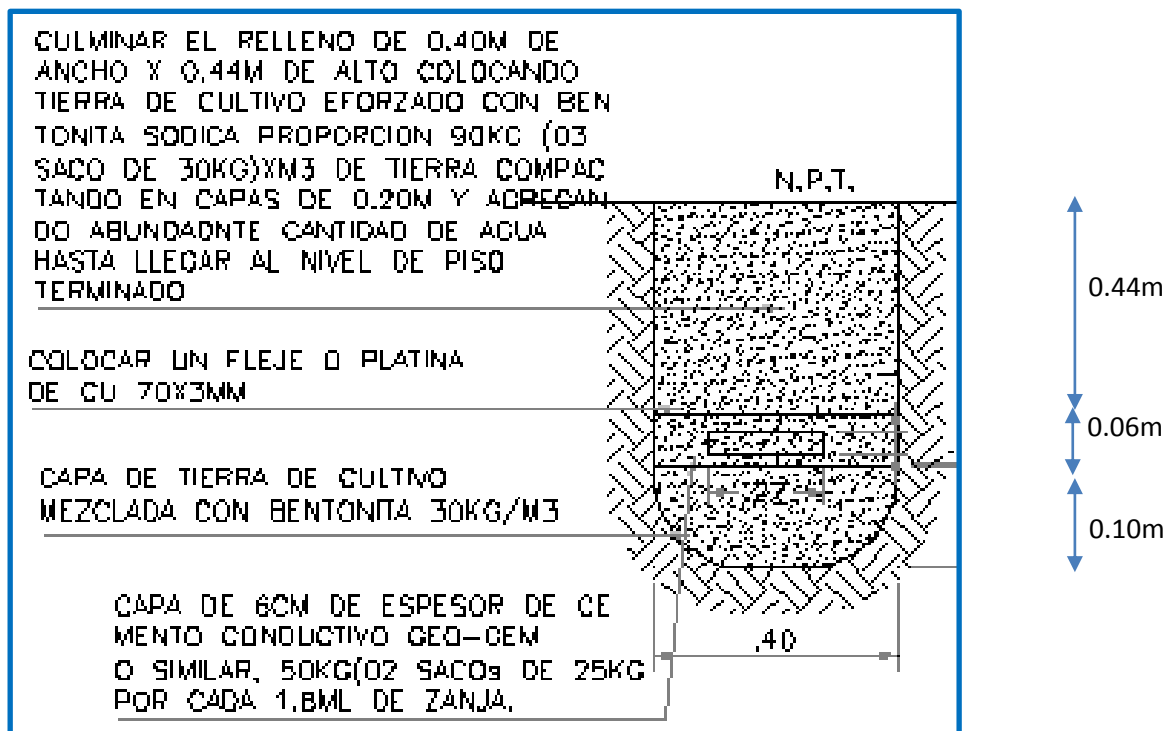 CULMINAR EL RELLENO DE 0.40M DE
ANCHO X 0.44M DE ALTO COLOCANDO
TIERRA DE CULTIVO EFORZADO CON BEN
TONITA SODICA PROPORCION 90KG (03
SACO DE 30KG)XM3 DE TIERRA COMPAC
TANDO EN CAPAS DE 0.20M Y AGREGAN
DO ABUNDADNTE CANTIDAD DE AGUA
HASTA LLEGAR AL NIVEL DE PISO
TERMINADO
N.P.T.
0.44m
COLOCAR UN FLEJE O PLATINA
DE CU 70X3MM
0.06m
CAPA DE TIERRA DE CULTIVO
MEZCLADA CON BENTONITA 30KG/M3
0.10m
CAPA DE 6CM DE ESPESOR DE CE
MENTO CONDUCTIVO GEO-GEM
O SIMILAR, 50KG(02 SACOs DE 25KG
POR CADA 1.8ML DE ZANJA.
.40